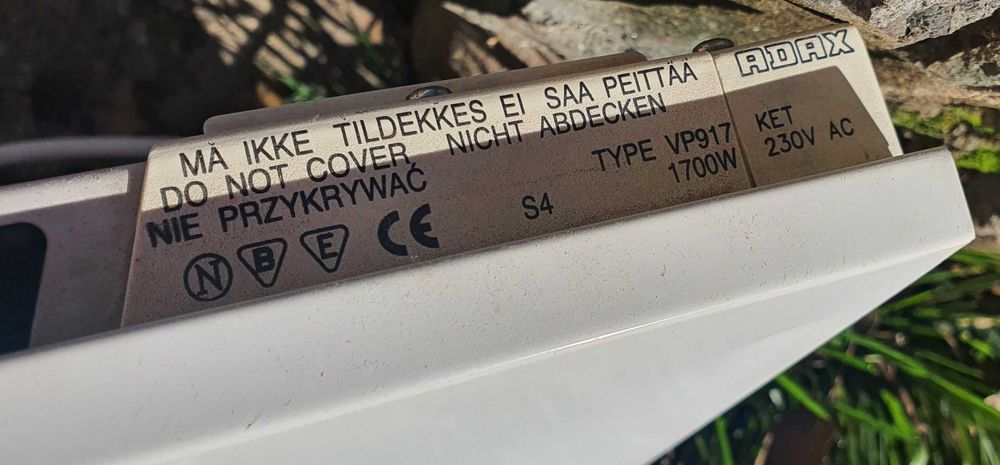 MÅ IKKE TILDEKKES EI SAA PEITTÄÄ
DO NOT COVER, NICHT ABDECKEN
NIE PRZYKRYWAĆ
N B E CE S4
TYPE VP917
1700W
ADAX
KET
230V AC